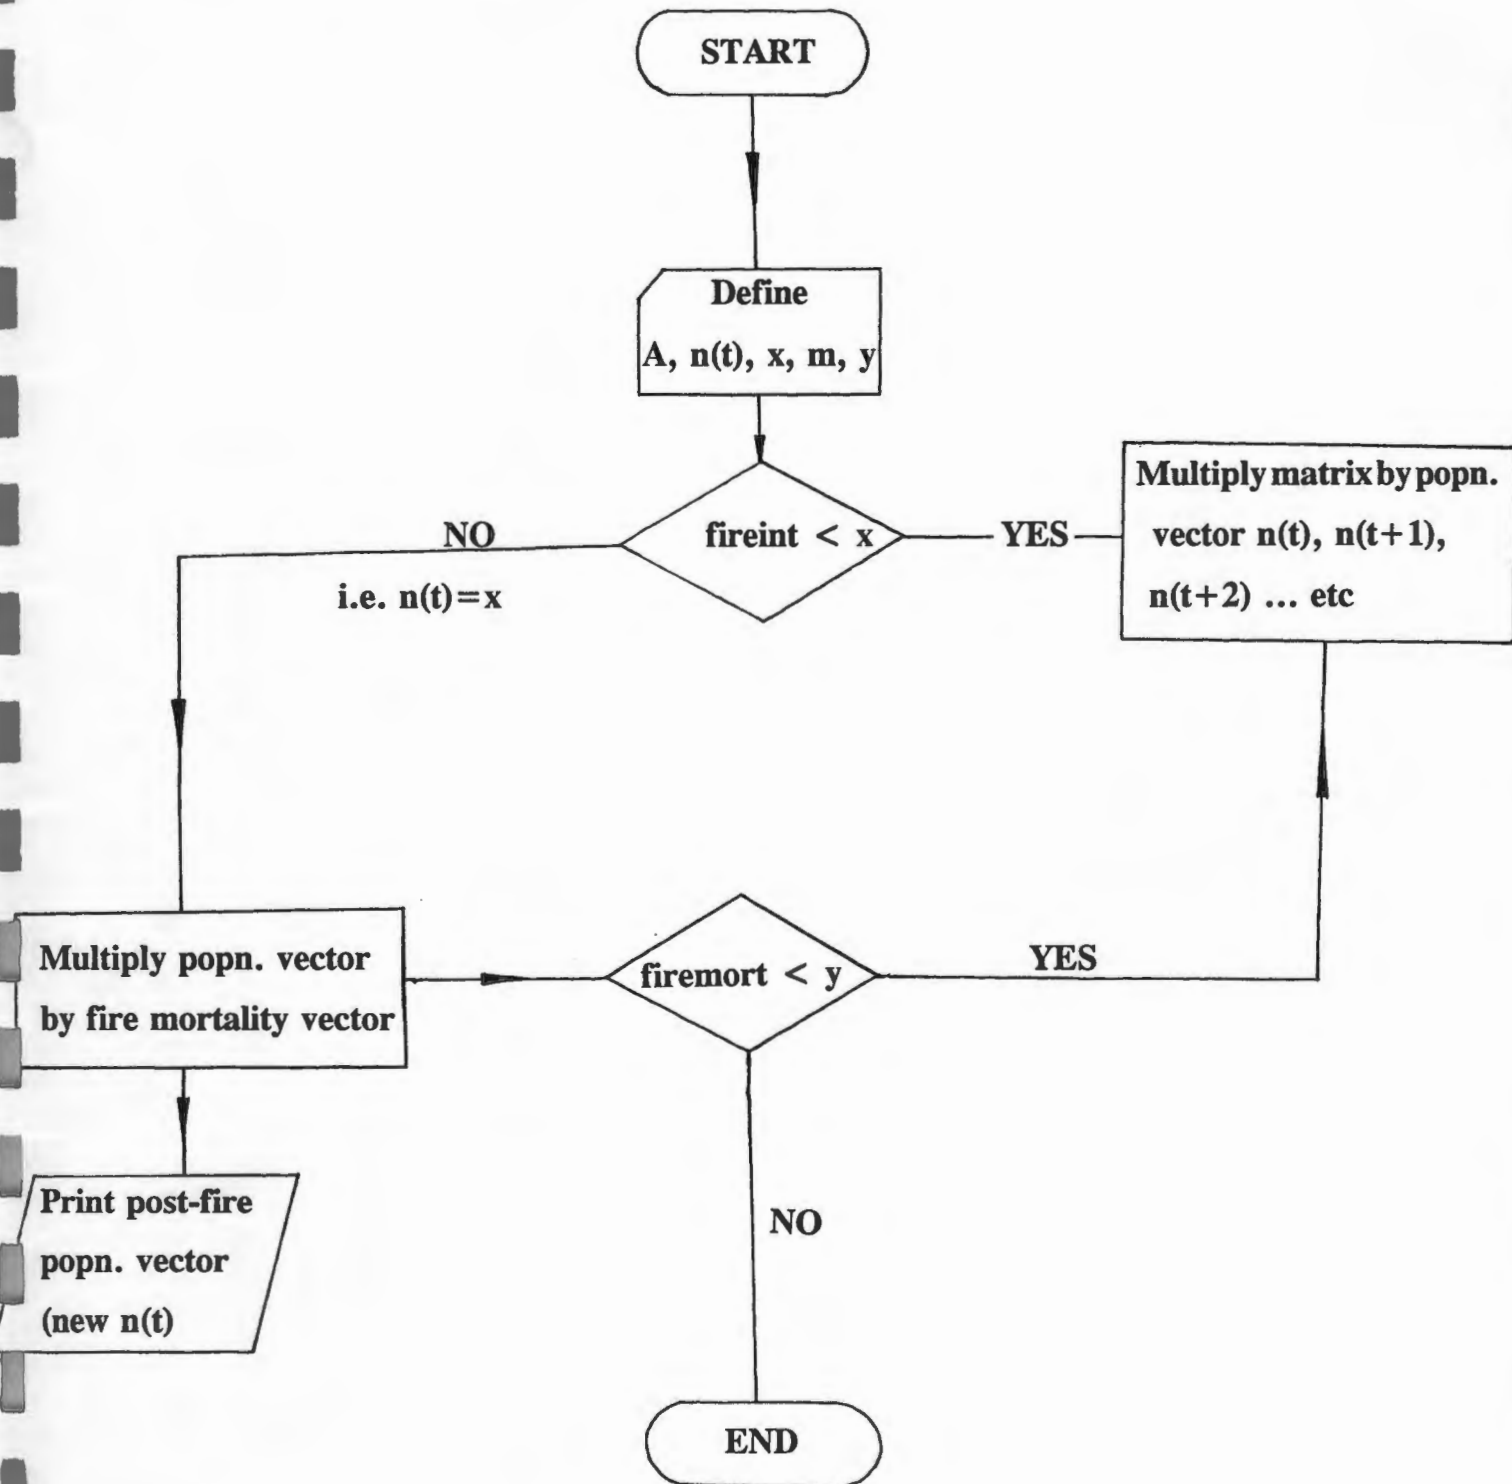 START
Define
A, n(t), x, m, y
fireint < x
YES
Multiply matrix by popn.
vector n(t), n(t+1),
n(t+2) ... etc
NO
i.e. n(t)=x
Multiply popn. vector
by fire mortality vector
firemort < y
YES
Print post-fire
popn. vector
(new n(t)
NO
END